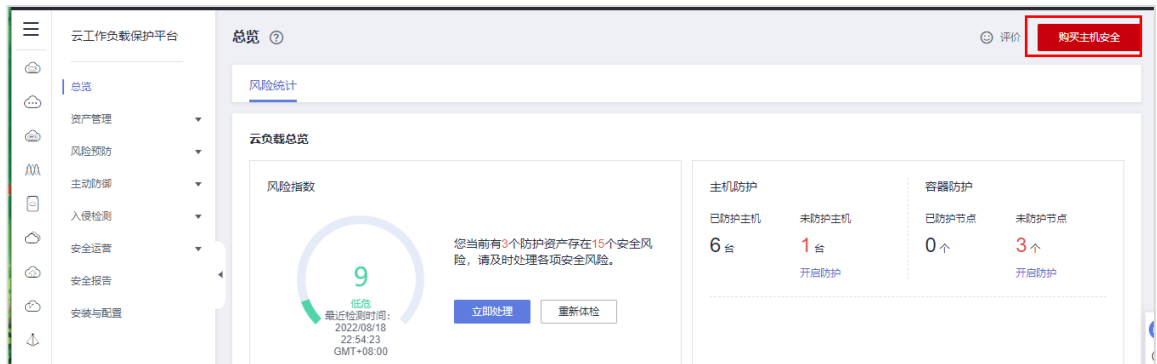 云工作负载保护平台
总览
资产管理
风险预防
主动防御
入侵检测
安全运营
安全报告
安装与配置
总览 ?
评价
购买主机安全
风险统计
云负载总览
风险指数
9
低危
最近检测时间：
2022/08/18
22:54:23
GMT+08:00
您当前有3个防护资产存在15个安全风
险，请及时处理各项安全风险。
立即处理
重新体检
主机防护
已防护主机 未防护主机
6 台 1 台
开启防护
容器防护
已防护节点 未防护节点
0 个 3 个
开启防护